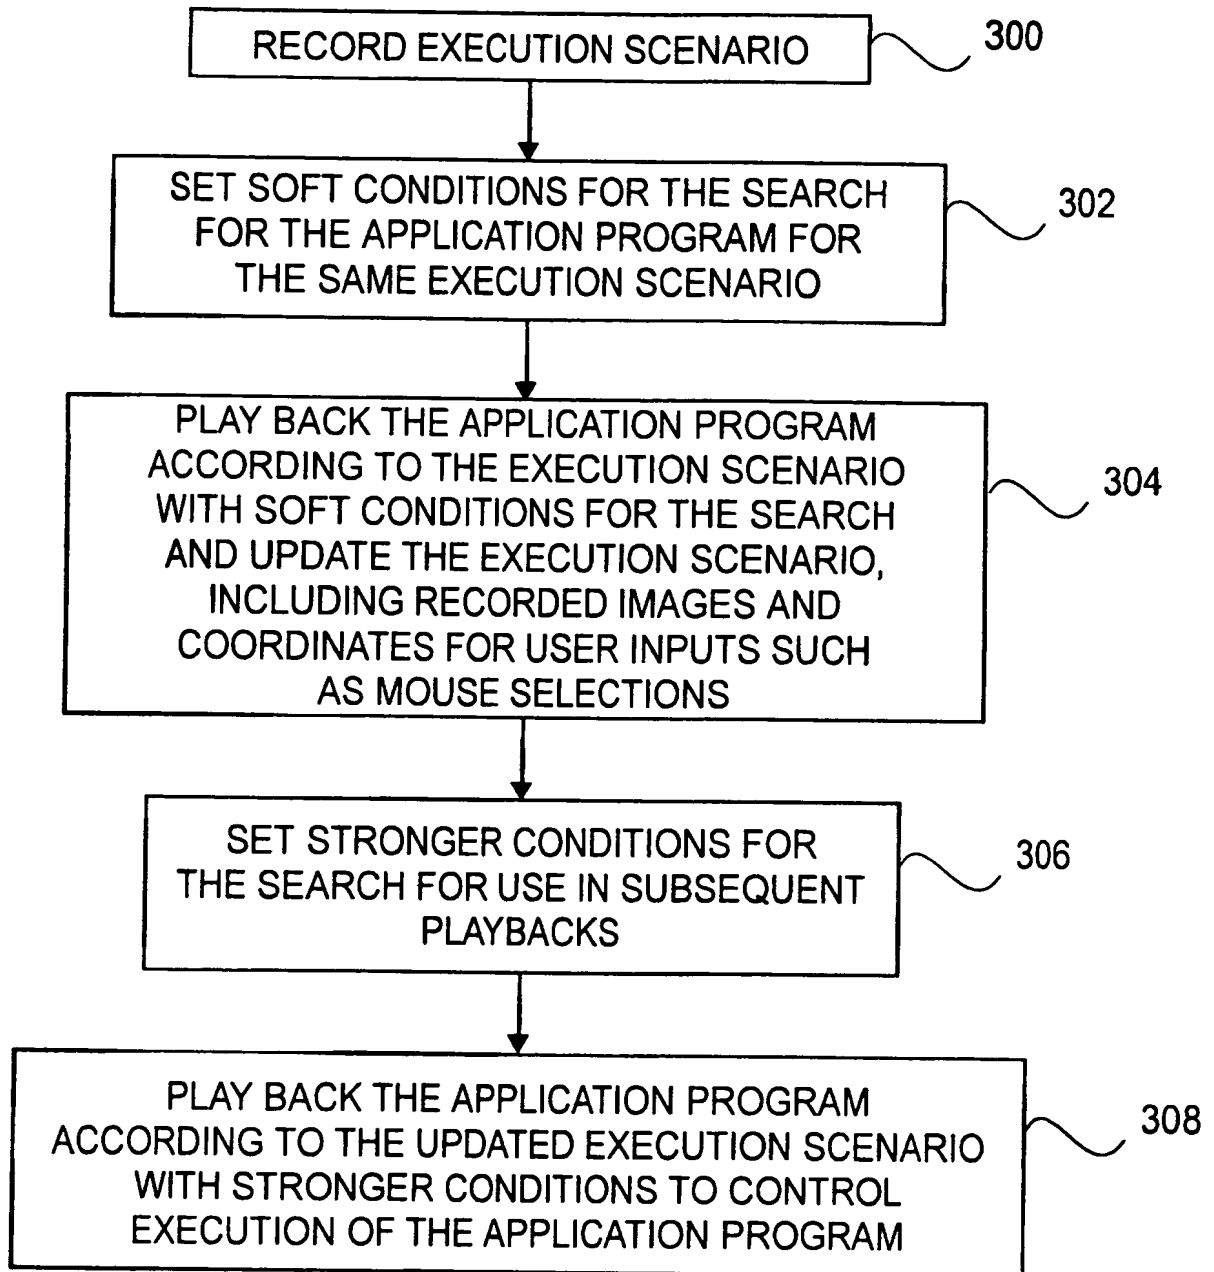 RECORD EXECUTION SCENARIO
300
SET SOFT CONDITIONS FOR THE SEARCH
FOR THE APPLICATION PROGRAM FOR
THE SAME EXECUTION SCENARIO
302
PLAY BACK THE APPLICATION PROGRAM
ACCORDING TO THE EXECUTION SCENARIO
WITH SOFT CONDITIONS FOR THE SEARCH
AND UPDATE THE EXECUTION SCENARIO,
INCLUDING RECORDED IMAGES AND
COORDINATES FOR USER INPUTS SUCH
AS MOUSE SELECTIONS
304
SET STRONGER CONDITIONS FOR
THE SEARCH FOR USE IN SUBSEQUENT
PLAYBACKS
306
PLAY BACK THE APPLICATION PROGRAM
ACCORDING TO THE UPDATED EXECUTION SCENARIO
WITH STRONGER CONDITIONS TO CONTROL
EXECUTION OF THE APPLICATION PROGRAM
308